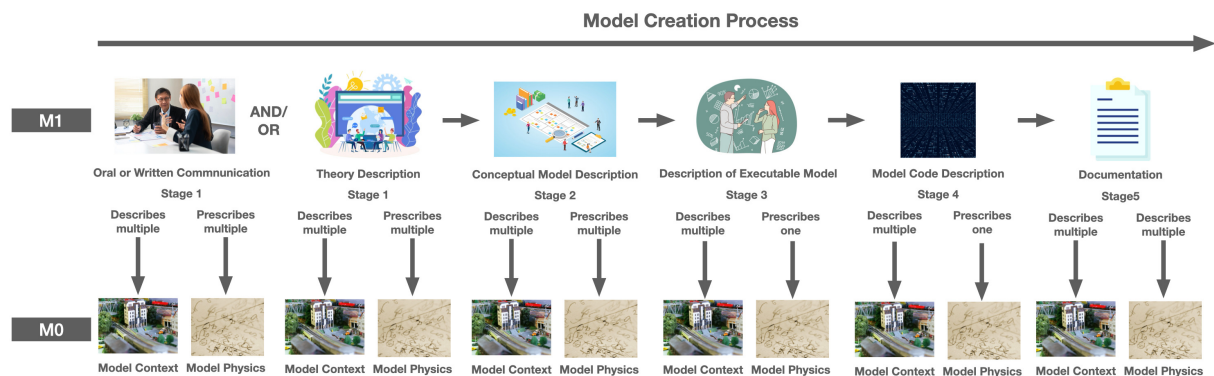 Model Creation Process
M1
AND/
OR
Oral or Written Commnunication
Stage 1
Theory Description
Stage 1
Conceptual Model Description
Stage 2
Description of Executable Model
Stage 3
Model Code Description
Stage 4
Documentation
Stage5
Describes
multiple
Prescribes
multiple
Describes
multiple
Prescribes
multiple
Describes
multiple
Prescribes
multiple
Describes
multiple
Prescribes
one
Describes
multiple
Prescribes
one
Describes
multiple
Describes
multiple
M0
Model Context
Model Physics
Model Context
Model Physics
Model Context
Model Physics
Model Context
Model Physics
Model Context
Model Physics
Model Context
Model Physics